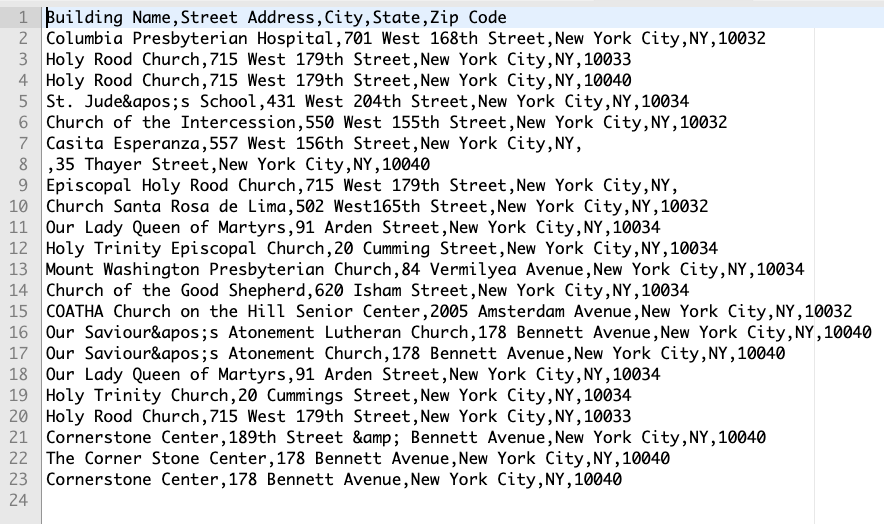 1 Building Name,Street Address,City,State,Zip Code
2 Columbia Presbyterian Hospital,701 West 168th Street,New York City,NY,10032
3 Holy Rood Church,715 West 179th Street,New York City,NY,10033
4 Holy Rood Church,715 West 179th Street,New York City,NY,10040
5 St. Jude&apos;s School,431 West 204th Street,New York City,NY,10034
6 Church of the Intercession,550 West 155th Street,New York City,NY,10032
7 Casita Esperanza,557 West 156th Street,New York City,NY,
8 ,35 Thayer Street,New York City,NY,10040
9 Episcopal Holy Rood Church,715 West 179th Street,New York City,NY,
10 Church Santa Rosa de Lima,502 West165th Street,New York City,NY,10032
11 Our Lady Queen of Martyrs,91 Arden Street,New York City,NY,10034
12 Holy Trinity Episcopal Church,20 Cumming Street,New York City,NY,10034
13 Mount Washington Presbyterian Church,84 Vermilyea Avenue,New York City,NY,10034
14 Church of the Good Shepherd,620 Isham Street,New York City,NY,10034
15 COATHA Church on the Hill Senior Center,2005 Amsterdam Avenue,New York City,NY,10032
16 Our Saviour&apos;s Atonement Lutheran Church,178 Bennett Avenue,New York City,NY,10040
17 Our Saviour&apos;s Atonement Church,178 Bennett Avenue,New York City,NY,10040
18 Our Lady Queen of Martyrs,91 Arden Street,New York City,NY,10034
19 Holy Trinity Church,20 Cummings Street,New York City,NY,10034
20 Holy Rood Church,715 West 179th Street,New York City,NY,10033
21 Cornerstone Center,189th Street &amp; Bennett Avenue,New York City,NY,10040
22 The Corner Stone Center,178 Bennett Avenue,New York City,NY,10040
23 Cornerstone Center,178 Bennett Avenue,New York City,NY,10040
24